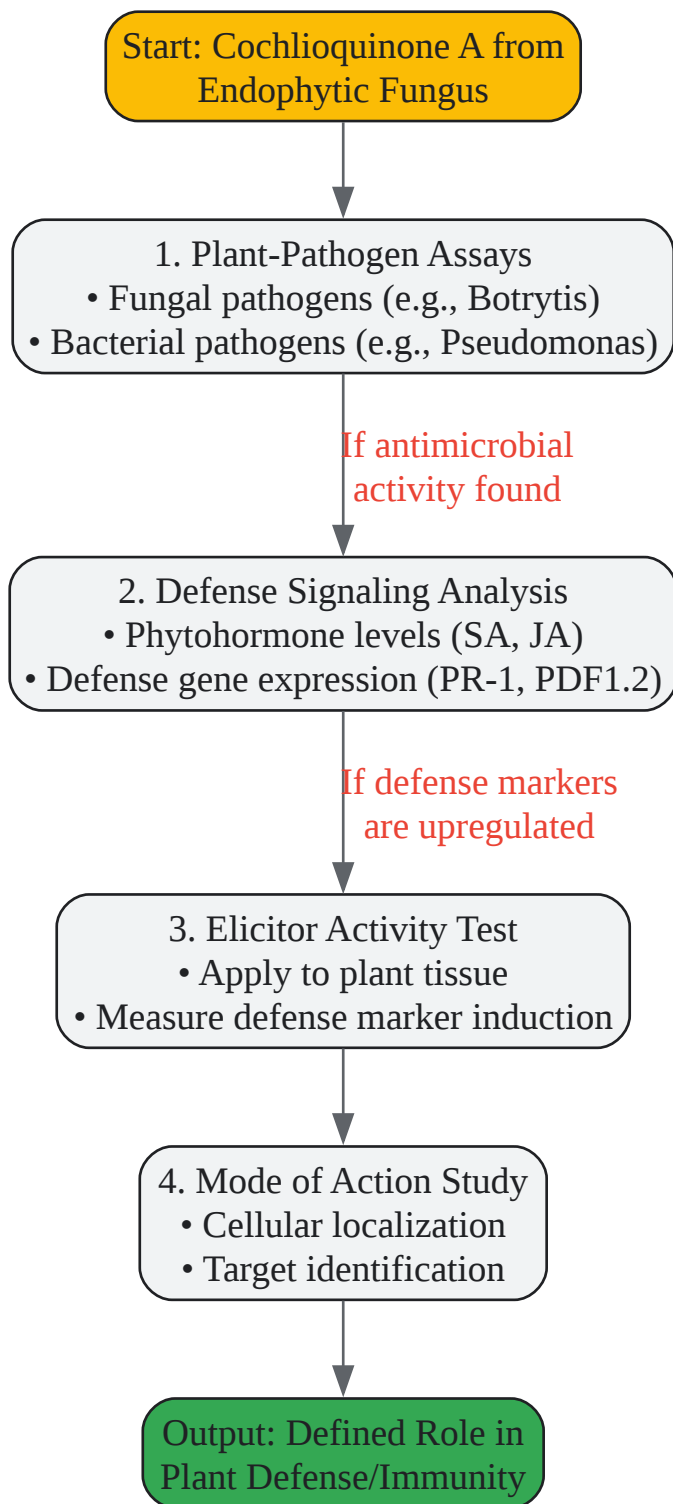 Start: Cochlioquinone A from
Endophytic Fungus
1. Plant-Pathogen Assays
• Fungal pathogens (e.g., Botrytis)
• Bacterial pathogens (e.g., Pseudomonas)
If antimicrobial
activity found
2. Defense Signaling Analysis
• Phytohormone levels (SA, JA)
• Defense gene expression (PR-1, PDF1.2)
If defense markers
are upregulated
3. Elicitor Activity Test
• Apply to plant tissue
• Measure defense marker induction
4. Mode of Action Study
• Cellular localization
• Target identification
Output: Defined Role in
Plant Defense/Immunity